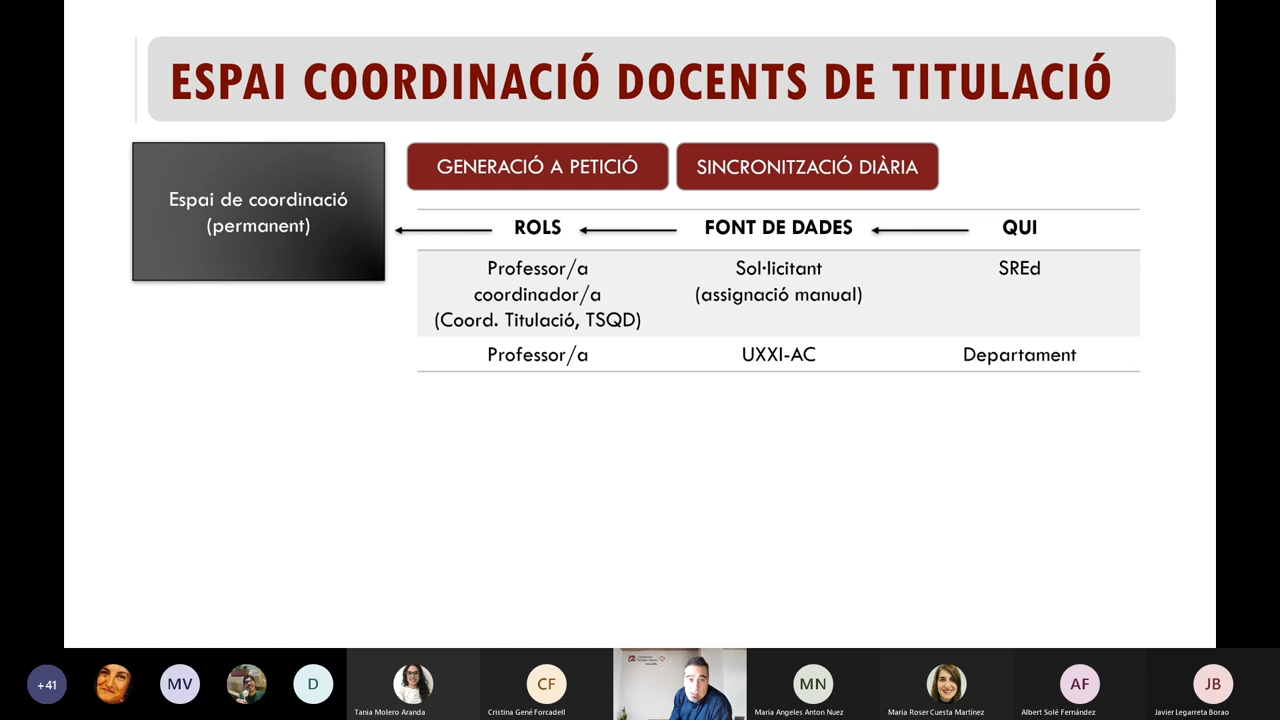 ESPAI COORDINACIÓ DOCENTS DE TITULACIÓ
Espai de coordinació
(permanent)
GENERACIÓ A PETICIÓ
SINCRONITZACIÓ DIÀRIA
ROLS
FONT DE DADES
QUI
Professor/a
coordinador/a
(Coord. Titulació, TSQD)
Sol·licitant
(assignació manual)
SREd
Professor/a
UXXI-AC
Departament
+41
MV
D
Tania Molero Aranda
CF
Cristina Gené Forcadell
MN
Maria Angeles Anton Nuez
Maria Roser Cuesta Martínez
AF
Albert Solé Fernández
JB
Javier Legarreta Borao